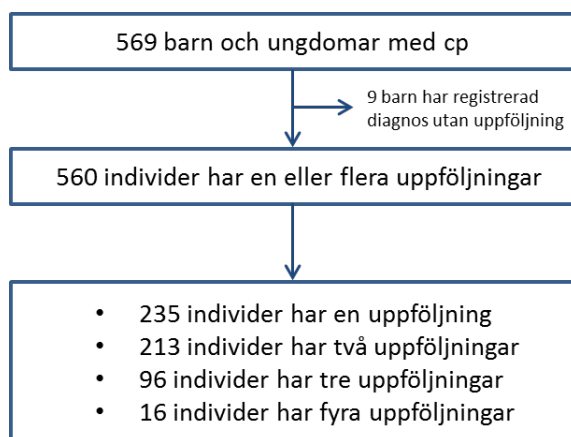 569 barn och ungdomar med cp
9 barn har registrerad
diagnos utan uppföljning
560 individer har en eller flera uppföljningar
• 235 individer har en uppföljning
• 213 individer har två uppföljningar
• 96 individer har tre uppföljningar
• 16 individer har fyra uppföljningar